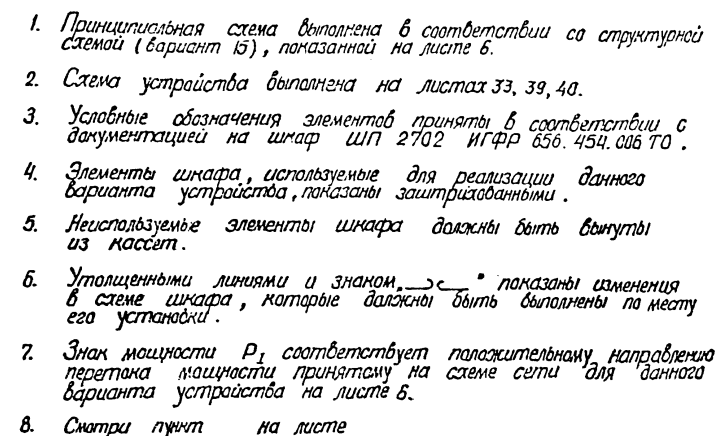 1. Принципиальная схема выполнена в соответствии со структурной
схемой (вариант 15), показанной на листе 6.
2. Схема устройства выполнена на листах 33, 39, 40.
3. Условные обозначения элементов приняты в соответствии с
документацией на шкаф ШП 2702 ИГФР 656.454.006 ТО.
4. Элементы шкафа, используемые для реализации данного
варианта устройства, показаны заштрихованными.
5. Неиспользуемые элементы шкафа должны быть вынуты
из кассет.
6. Утолщенными линиями и знаком „ " показаны изменения
в схеме шкафа, которые должны быть выполнены по месту
его установки.
7. Знак мощности P₁ соответствует положительному направлению
перетока мощности принятому на схеме сети для данного
варианта устройства на листе 6.
8. Смотри пункт на листе